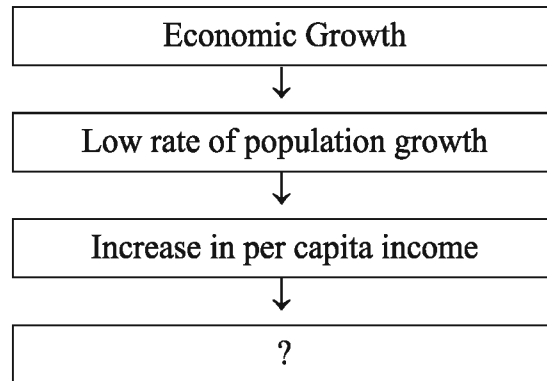 Economic Growth
↓
Low rate of population growth
↓
Increase in per capita income
↓
?